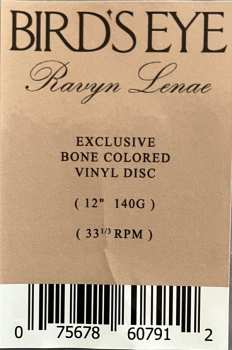 BIRD'S EYE
Ravyn Lenae
EXCLUSIVE
BONE COLORED
VINYL DISC
( 12" 140G )
( 33 1/3 RPM )
0 75678 60791 2